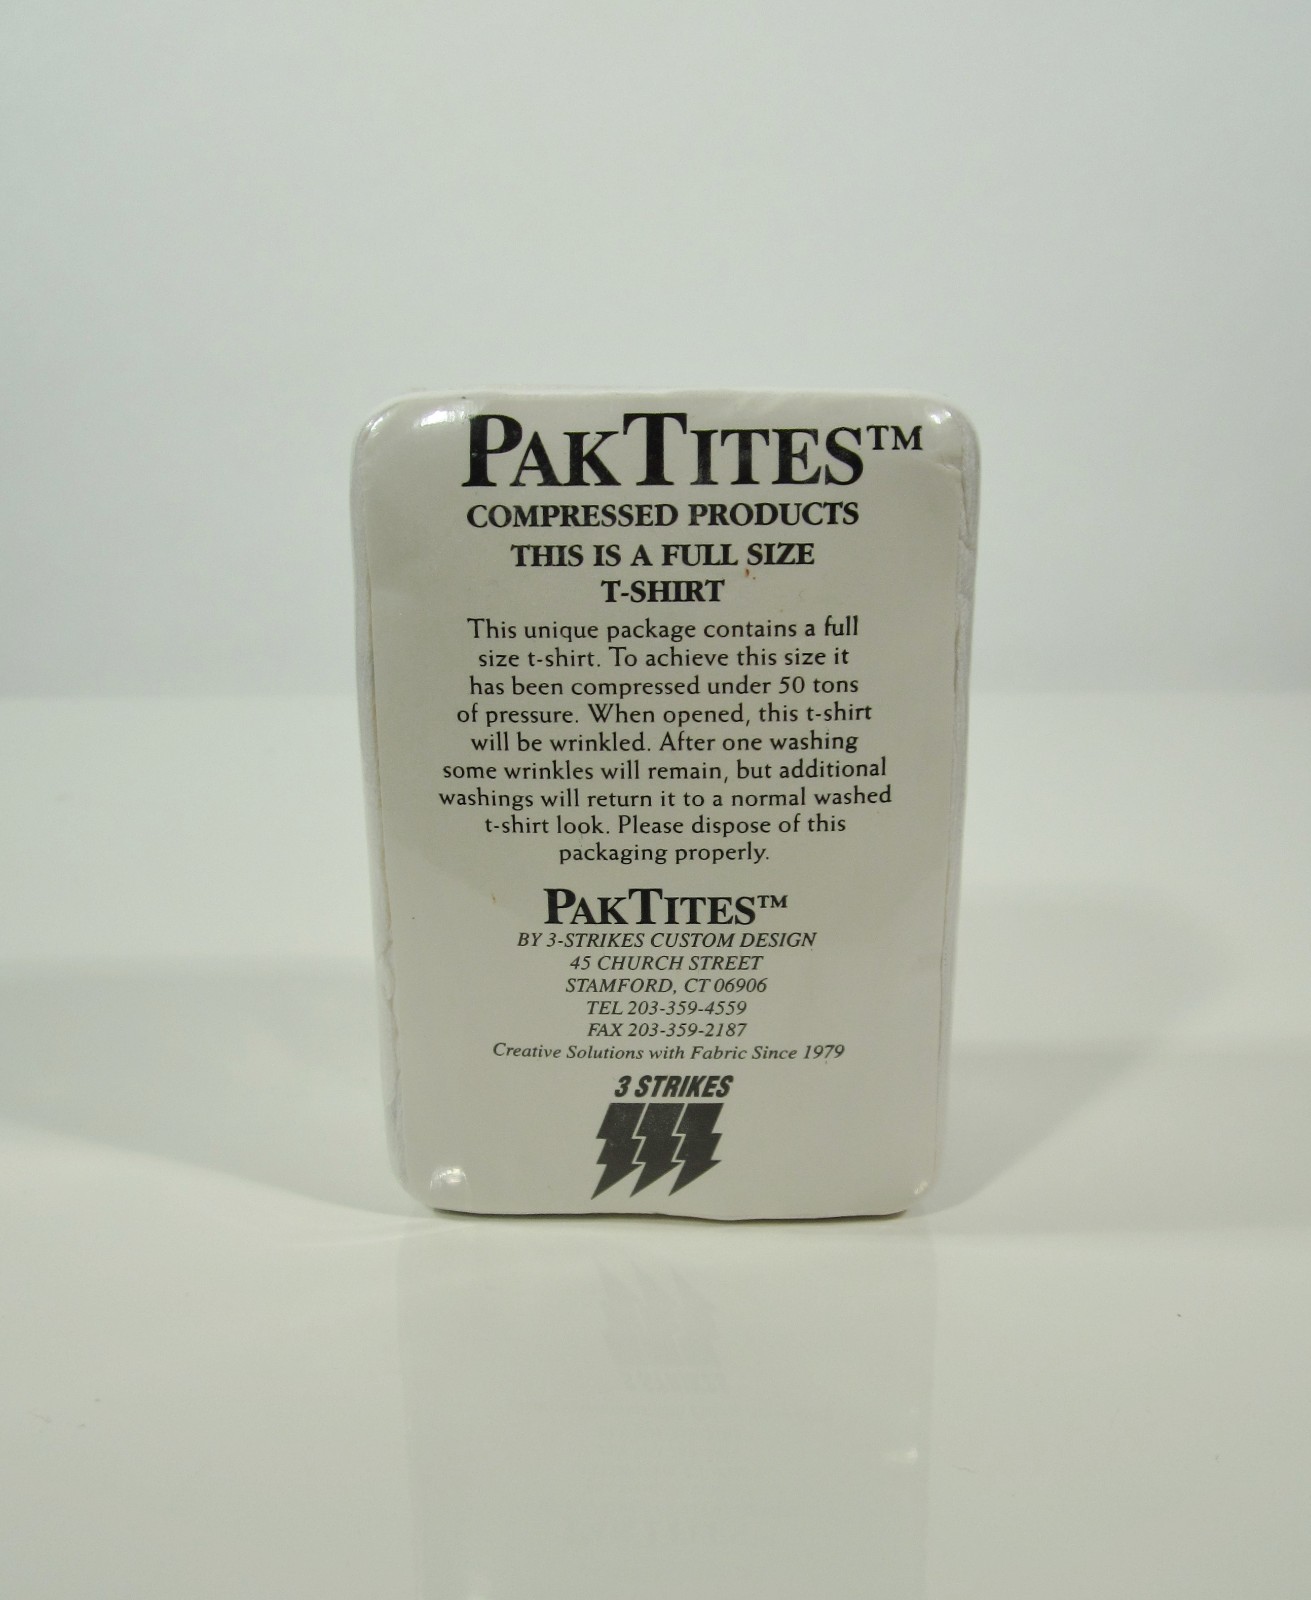 PAKTITES™
COMPRESSED PRODUCTS
THIS IS A FULL SIZE
T-SHIRT
This unique package contains a full
size t-shirt. To achieve this size it
has been compressed under 50 tons
of pressure. When opened, this t-shirt
will be wrinkled. After one washing
some wrinkles will remain, but additional
washings will return it to a normal washed
t-shirt look. Please dispose of this
packaging properly.
PAKTITES™
BY 3-STRIKES CUSTOM DESIGN
45 CHURCH STREET
STAMFORD, CT 06906
TEL 203-359-4559
FAX 203-359-2187
Creative Solutions with Fabric Since 1979
3 STRIKES